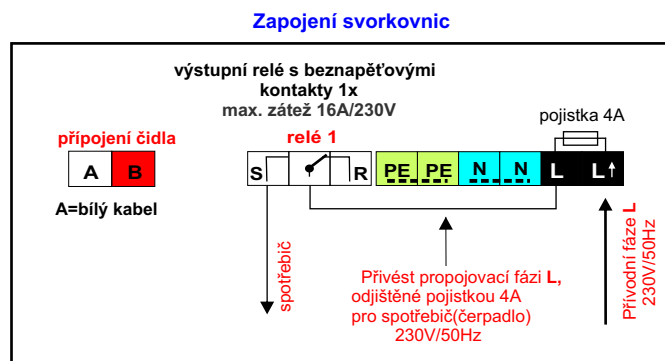 Zapojení svorkovnic
výstupní relé s beznapěťovými
kontakty 1x
max. zátež 16A/230V
pojistka 4A
přípojení čidla
relé 1
A B
S R PE PE N N L L↑
A=bílý kabel
spotřebič
Přivést propojovací fázi L,
odjištěné pojistkou 4A
pro spotřebič(čerpadlo)
230V/50Hz
Přívodní fáze L
230V/50Hz